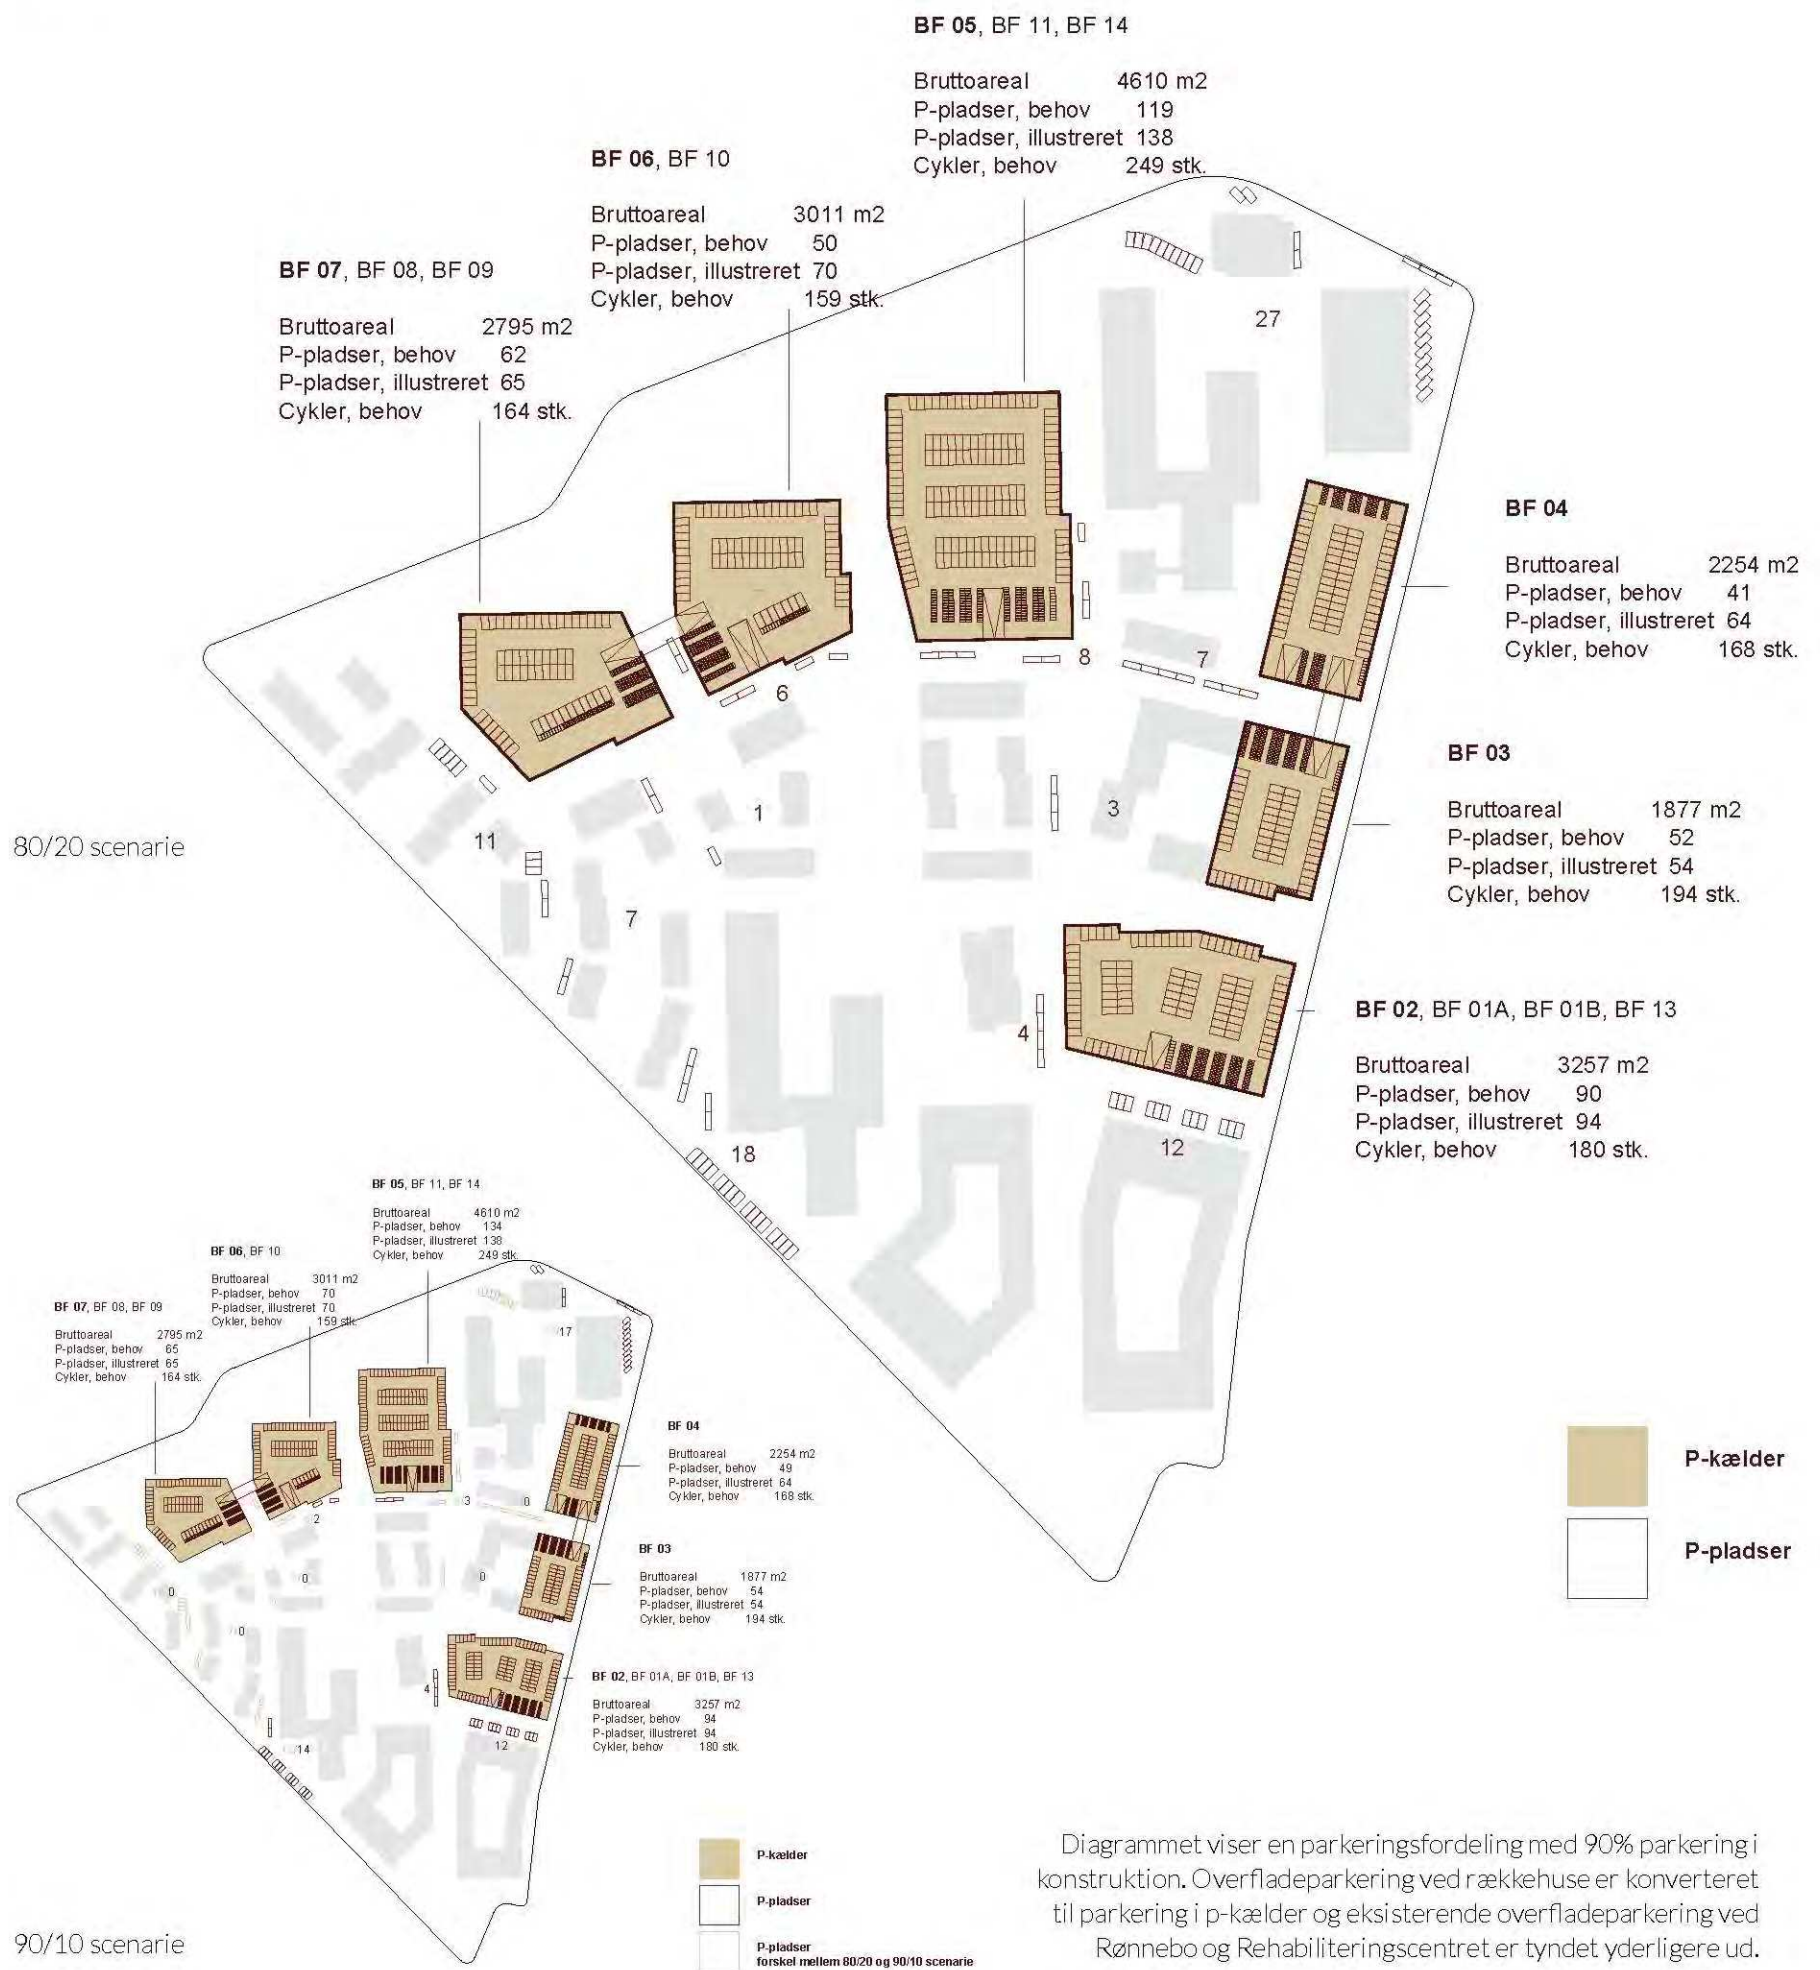 BF 05, BF 11, BF 14
Bruttoareal 4610 m2
P-pladser, behov 119
P-pladser, illustreret 138
Cykler, behov 249 stk.
BF 06, BF 10
Bruttoareal 3011 m2
P-pladser, behov 50
P-pladser, illustreret 70
Cykler, behov 159 stk.
BF 07, BF 08, BF 09
Bruttoareal 2795 m2
P-pladser, behov 62
P-pladser, illustreret 65
Cykler, behov 164 stk.
27
BF 04
Bruttoareal 2254 m2
P-pladser, behov 41
P-pladser, illustreret 64
Cykler, behov 168 stk.
8
7
6
BF 03
Bruttoareal 1877 m2
P-pladser, behov 52
P-pladser, illustreret 54
Cykler, behov 194 stk.
1
3
11
80/20 scenarie
7
BF 02, BF 01A, BF 01B, BF 13
Bruttoareal 3257 m2
P-pladser, behov 90
P-pladser, illustreret 94
Cykler, behov 180 stk.
4
12
18
BF 05, BF 11, BF 14
Bruttoareal 4610 m2
P-pladser, behov 134
P-pladser, illustreret 138
Cykler, behov 249 stk.
BF 06, BF 10
Bruttoareal 3011 m2
P-pladser, behov 70
P-pladser, illustreret 70
Cykler, behov 159 stk.
BF 07, BF 08, BF 09
Bruttoareal 2795 m2
P-pladser, behov 65
P-pladser, illustreret 65
Cykler, behov 164 stk.
/17
BF 04
Bruttoareal 2254 m2
P-pladser, behov 49
P-pladser, illustreret 64
Cykler, behov 168 stk.
3
0
2
BF 03
Bruttoareal 1877 m2
P-pladser, behov 54
P-pladser, illustreret 54
Cykler, behov 194 stk.
0
0
0
0
BF 02, BF 01A, BF 01B, BF 13
Bruttoareal 3257 m2
P-pladser, behov 94
P-pladser, illustreret 94
Cykler, behov 180 stk.
4
12
/14
P-kælder
P-pladser
P-kælder
P-pladser
P-pladser
forskel mellem 80/20 og 90/10 scenarie
90/10 scenarie
Diagrammet viser en parkeringsfordeling med 90% parkering i
konstruktion. Overfladeparkering ved rækkehuse er konverteret
til parkering i p-kælder og eksisterende overfladeparkering ved
Rønnebo og Rehabiliteringscentret er tyndet yderligere ud.